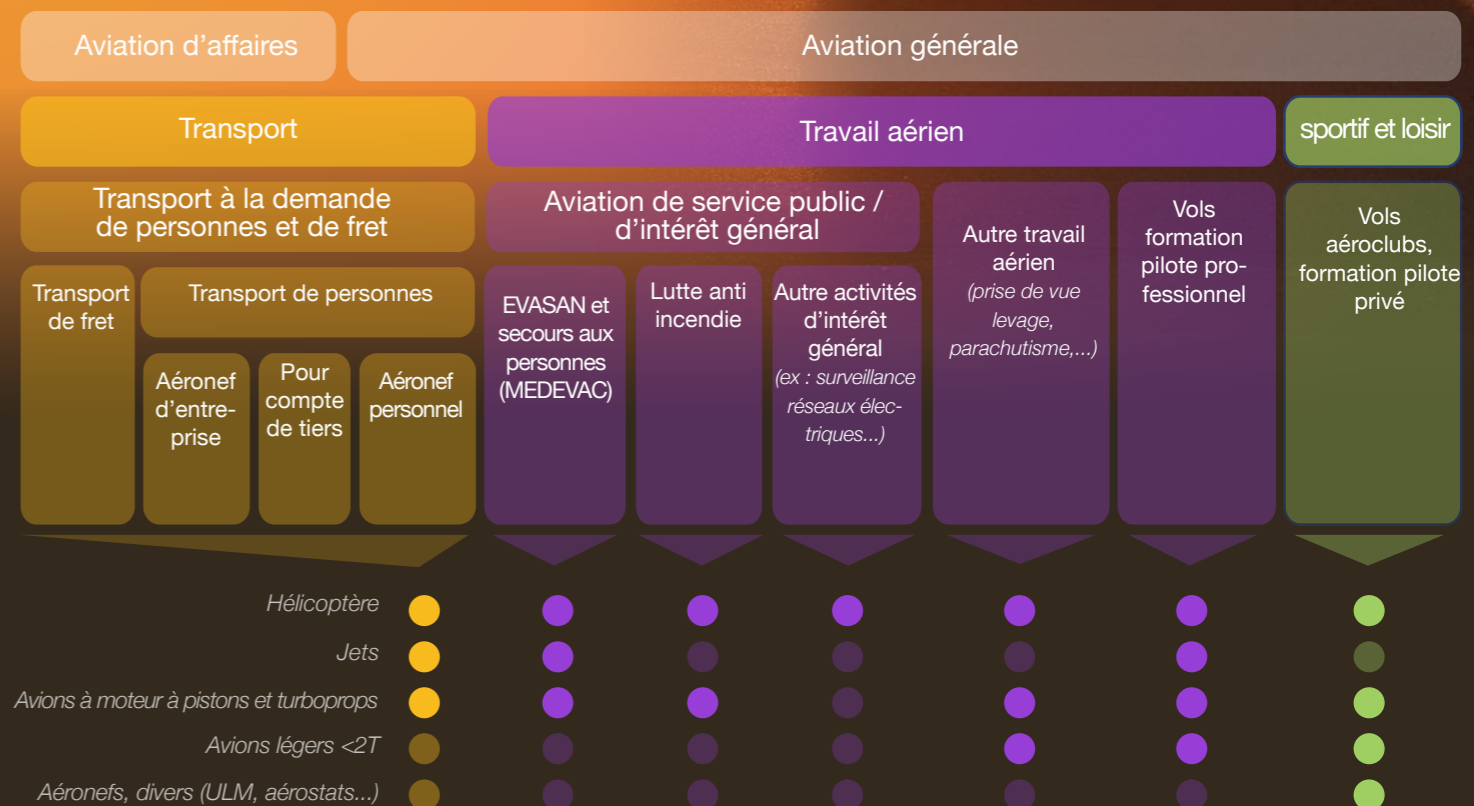 Aviation d’affaires
Aviation générale
Transport
Travail aérien
sportif et loisir
Transport à la demande
de personnes et de fret
Aviation de service public /
d’intérêt général
Autre travail
aérien
(prise de vue
levage,
parachutisme,...)
Vols
formation
pilote pro-
fessionnel
Vols
aéroclubs,
formation pilote
privé
Transport
de fret
Transport de personnes
Aéronef
d’entre-
prise
Pour
compte
de tiers
Aéronef
personnel
EVASAN et
secours aux
personnes
(MEDEVAC)
Lutte anti
incendie
Autre activités
d’intérêt
général
(ex : surveillance
réseaux élec-
triques...)
Hélicoptère
Jets
Avions à moteur à pistons et turboprops
Avions légers <2T
Aéronefs, divers (ULM, aérostats...)